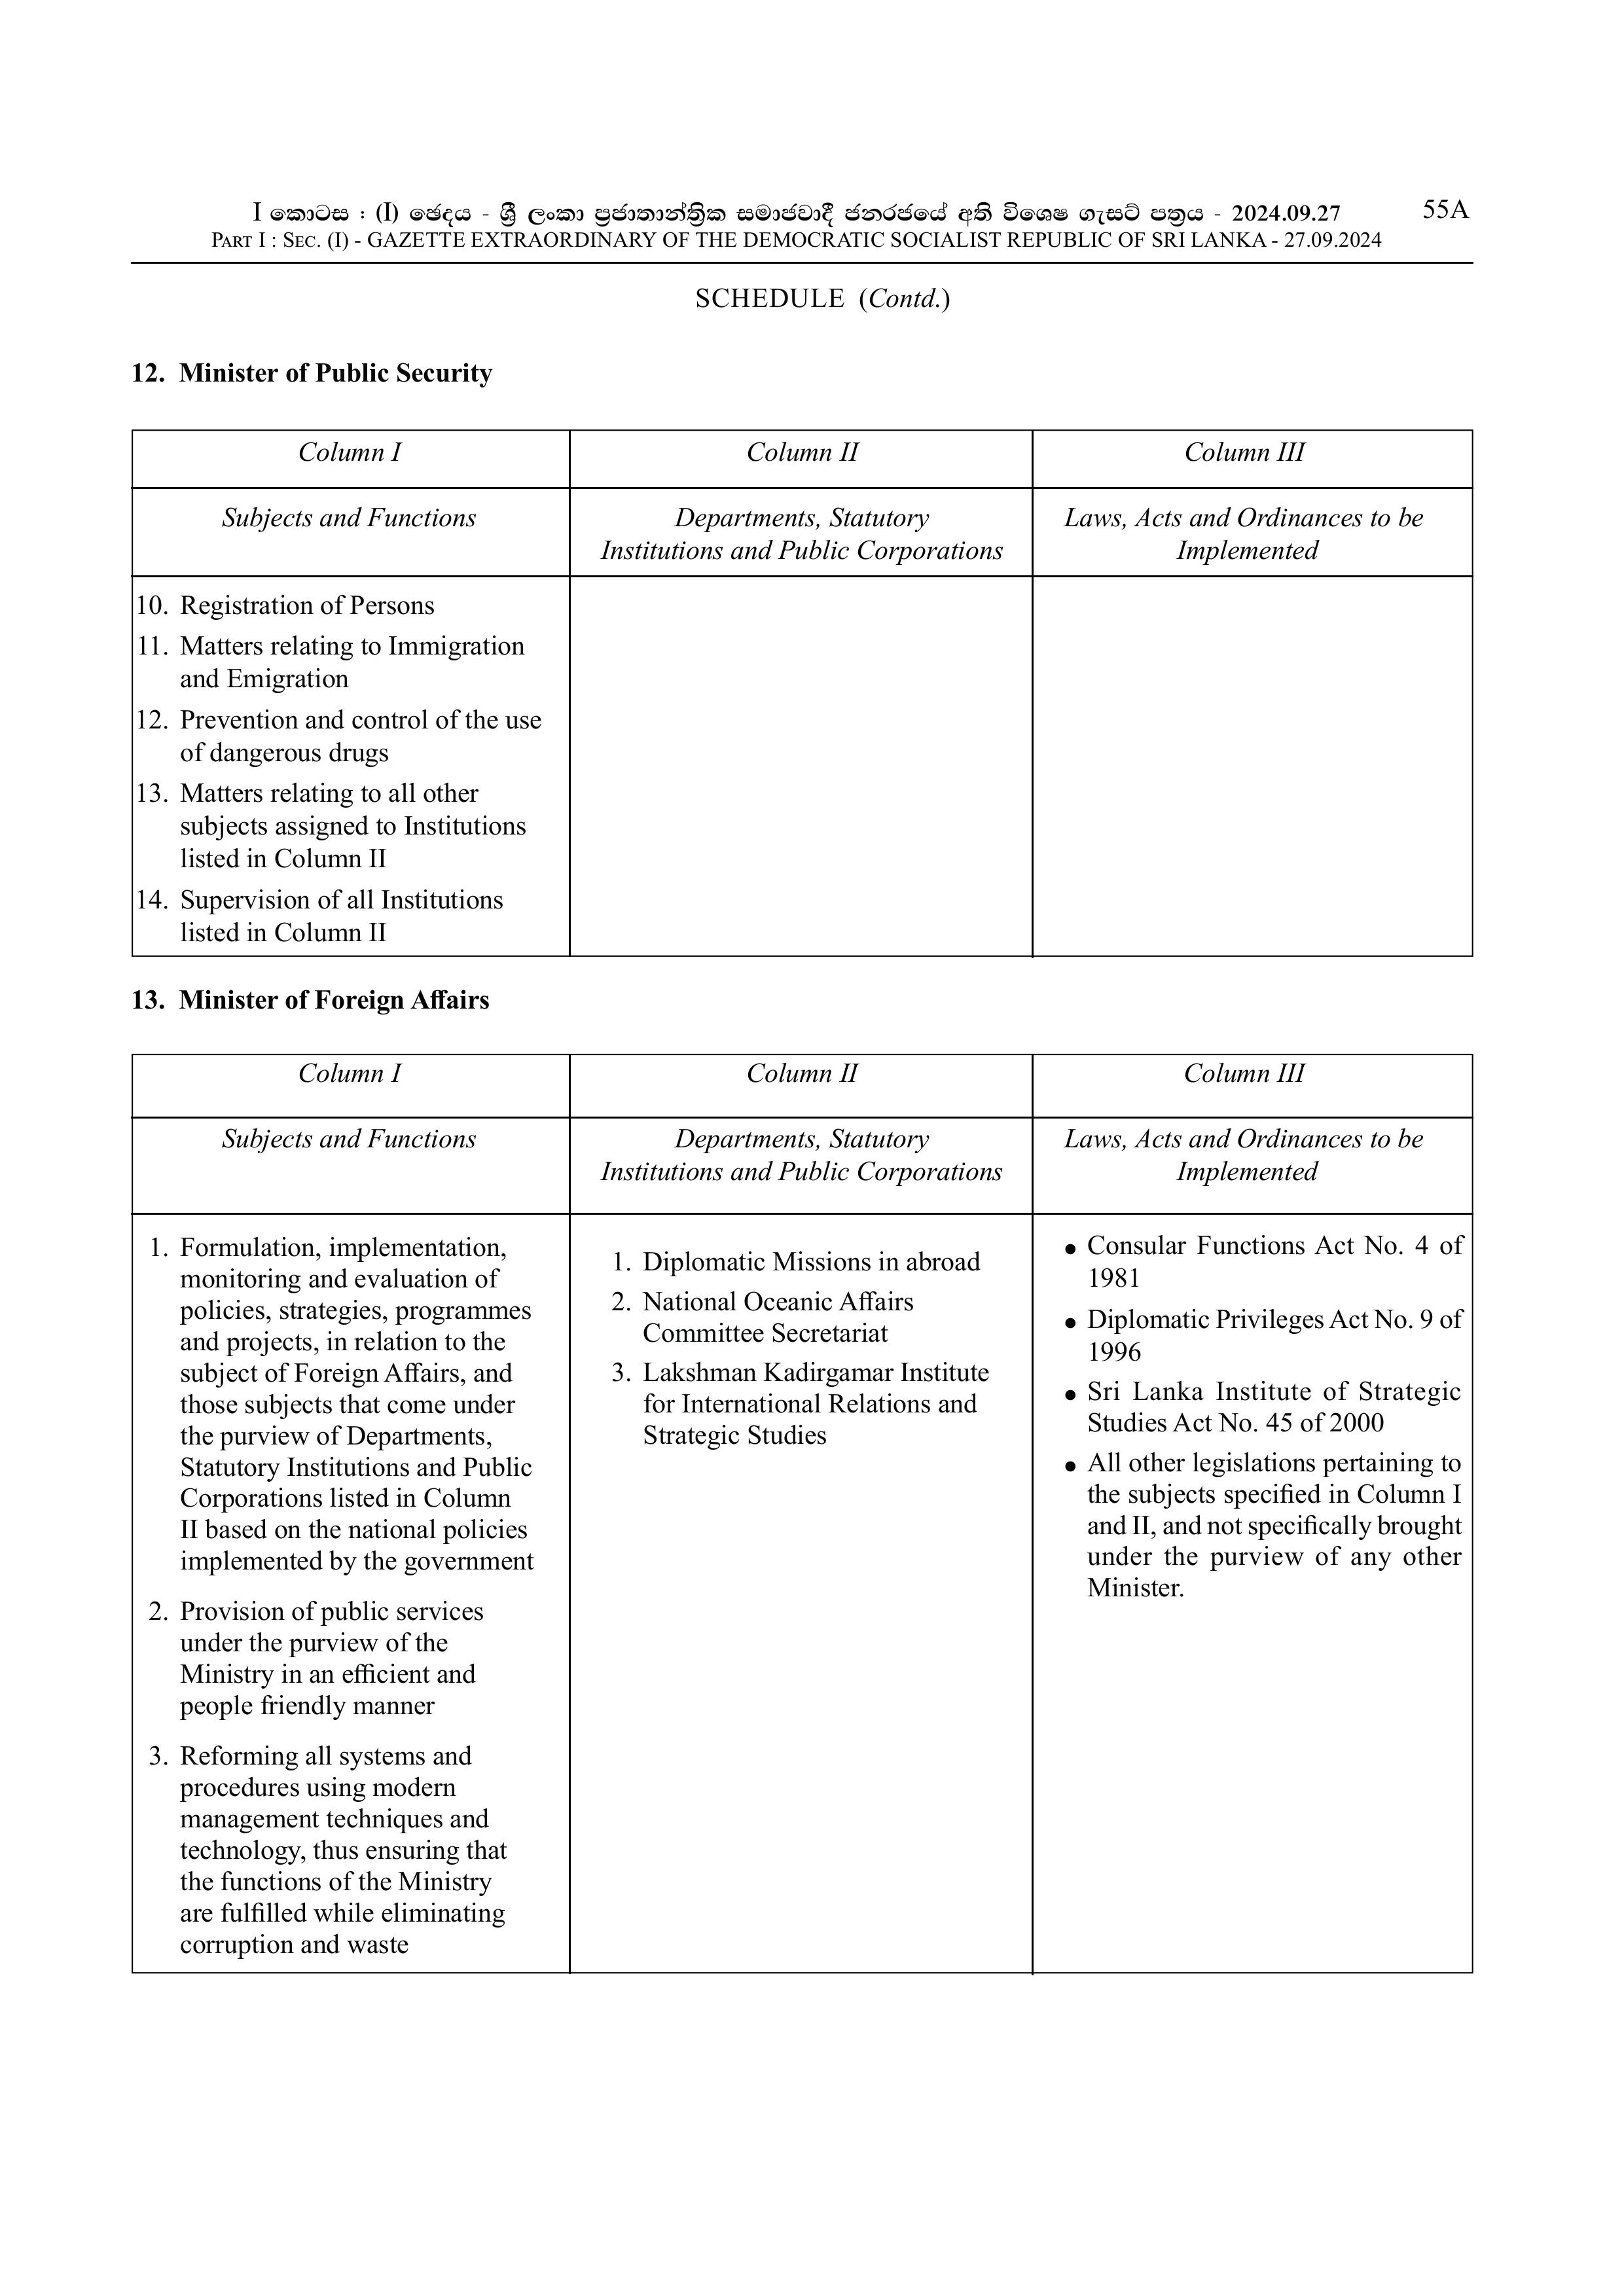 I කොටස : (I) ඡෙදය - ශ්‍රී ලංකා ප්‍රජාතාන්ත්‍රික සමාජවාදී ජනරජයේ අති විශෙෂ ගැසට් පත්‍රය - 2024.09.27
55A
PART I : SEC. (I) - GAZETTE EXTRAORDINARY OF THE DEMOCRATIC SOCIALIST REPUBLIC OF SRI LANKA - 27.09.2024
SCHEDULE (Contd.)
12. Minister of Public Security
Column I
Column II
Column III
Subjects and Functions
Departments, Statutory
Institutions and Public Corporations
Laws, Acts and Ordinances to be
Implemented
10. Registration of Persons
11. Matters relating to Immigration
and Emigration
12. Prevention and control of the use
of dangerous drugs
13. Matters relating to all other
subjects assigned to Institutions
listed in Column II
14. Supervision of all Institutions
listed in Column II
13. Minister of Foreign Affairs
Column I
Column II
Column III
Subjects and Functions
Departments, Statutory
Institutions and Public Corporations
Laws, Acts and Ordinances to be
Implemented
1. Formulation, implementation,
monitoring and evaluation of
policies, strategies, programmes
and projects, in relation to the
subject of Foreign Affairs, and
those subjects that come under
the purview of Departments,
Statutory Institutions and Public
Corporations listed in Column
II based on the national policies
implemented by the government
2. Provision of public services
under the purview of the
Ministry in an efficient and
people friendly manner
3. Reforming all systems and
procedures using modern
management techniques and
technology, thus ensuring that
the functions of the Ministry
are fulfilled while eliminating
corruption and waste
1. Diplomatic Missions in abroad
2. National Oceanic Affairs
Committee Secretariat
3. Lakshman Kadirgamar Institute
for International Relations and
Strategic Studies
● Consular Functions Act No. 4 of
1981
● Diplomatic Privileges Act No. 9 of
1996
● Sri Lanka Institute of Strategic
Studies Act No. 45 of 2000
● All other legislations pertaining to
the subjects specified in Column I
and II, and not specifically brought
under the purview of any other
Minister.